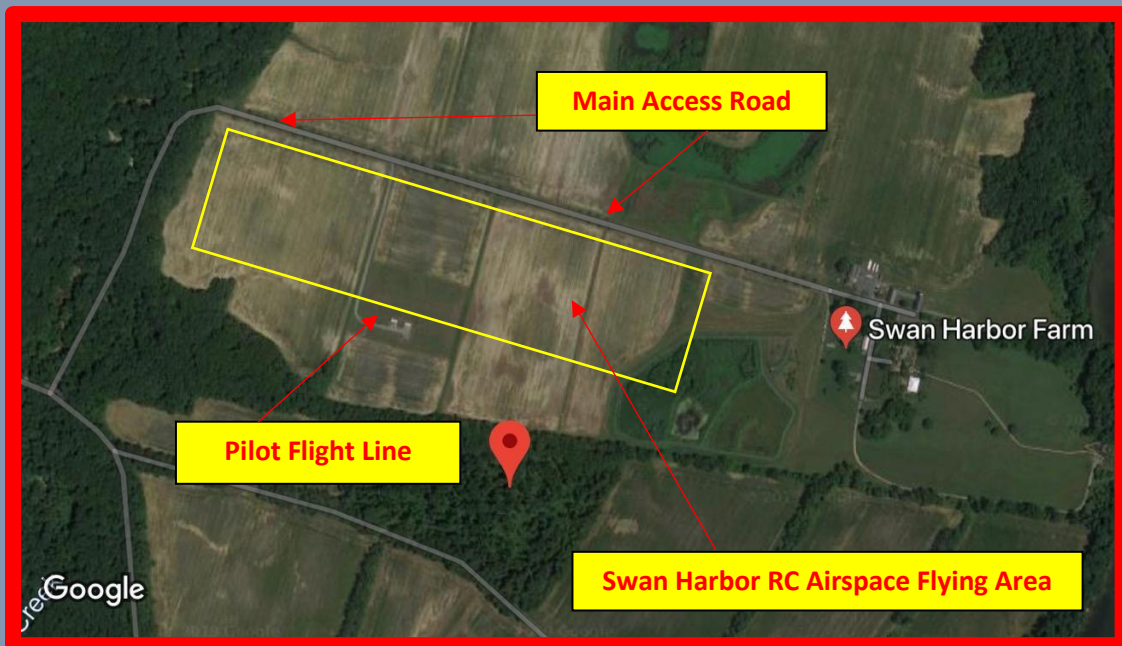 Main Access Road
Swan Harbor Farm
Pilot Flight Line
Swan Harbor RC Airspace Flying Area
Google